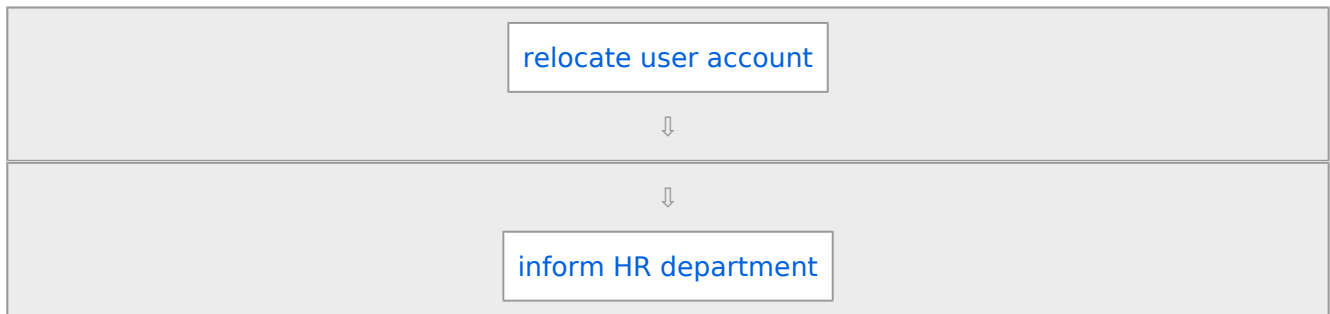 relocate user account
⇩
⇩
inform HR department